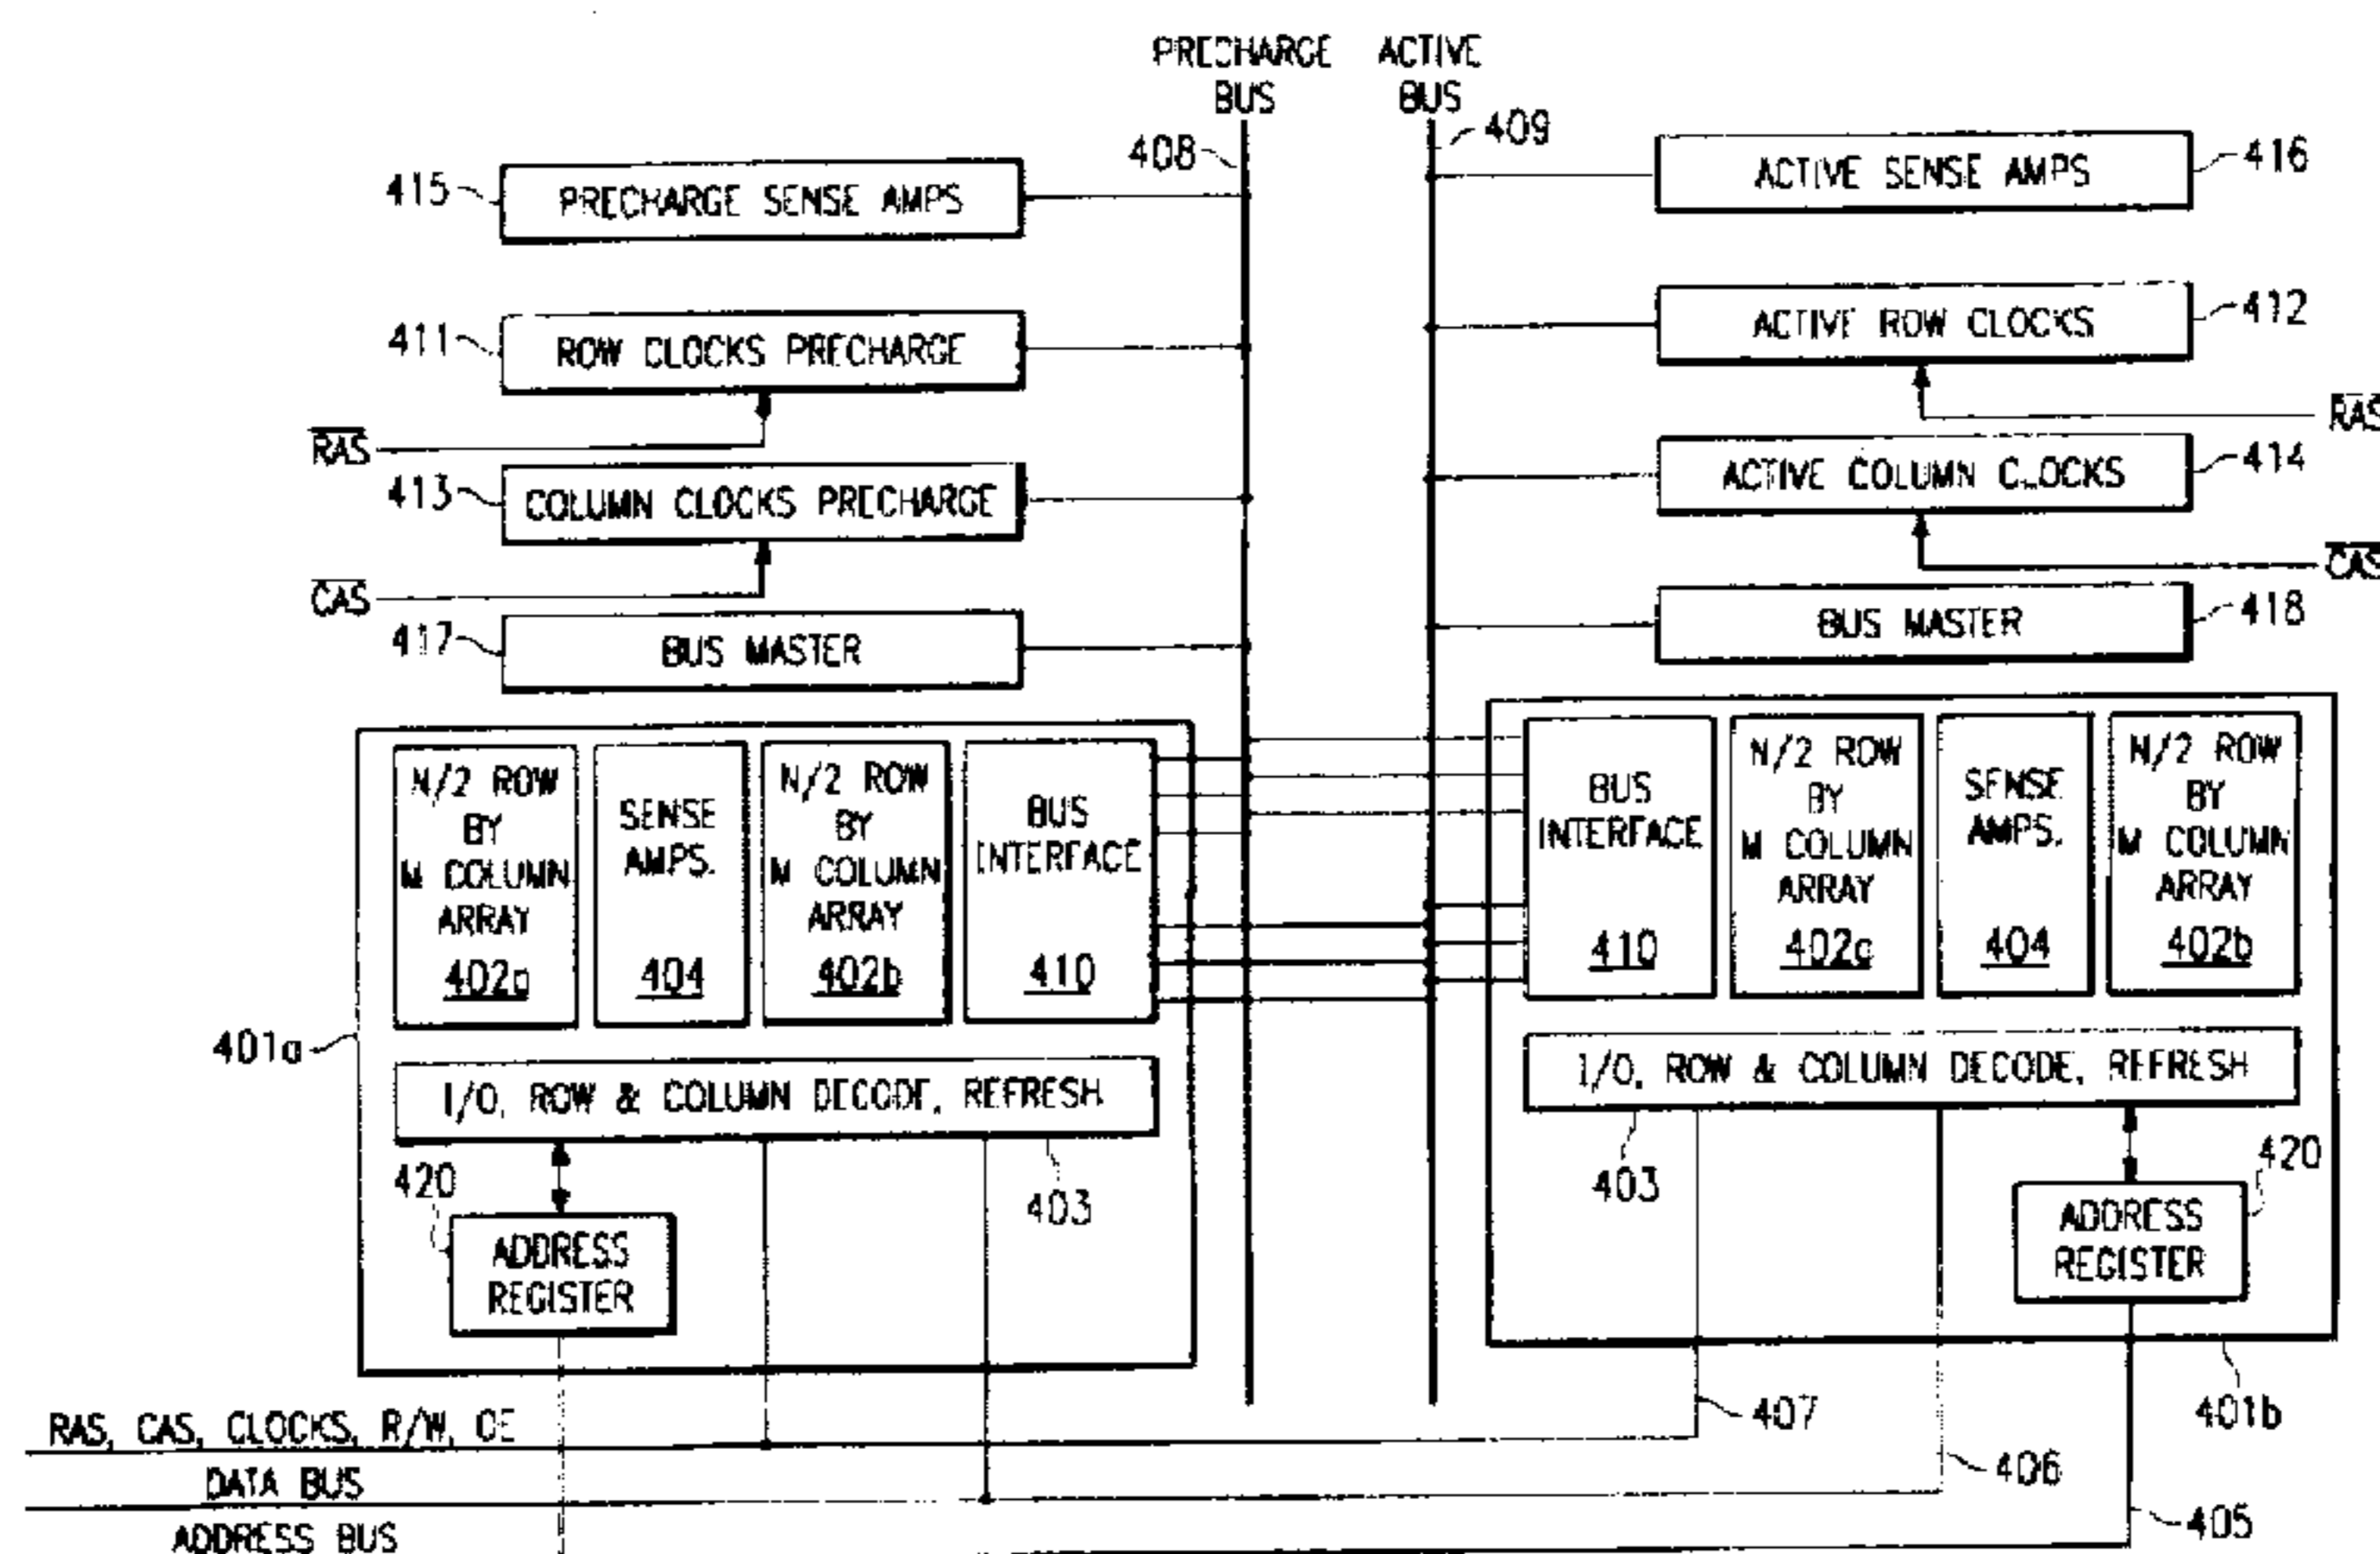 PRECHARGE BUS
ACTIVE BUS
408
409
415
PRECHARGE SENSE AMPS
ACTIVE SENSE AMPS
416
411
ROW CLOCKS PRECHARGE
ACTIVE ROW CLOCKS
412
RAS
RAS
413
COLUMN CLOCKS PRECHARGE
ACTIVE COLUMN CLOCKS
414
CAS
CAS
417
BUS MASTER
BUS MASTER
418
N/2 ROW
BY
M COLUMN
ARRAY
402a
SENSE
AMPS.
404
N/2 ROW
BY
M COLUMN
ARRAY
402b
BUS
INTERFACE
410
BUS
INTERFACE
410
N/2 ROW
BY
M COLUMN
ARRAY
402a
SENSE
AMPS.
404
N/2 ROW
BY
M COLUMN
ARRAY
402b
401a
I/O, ROW & COLUMN DECODE, REFRESH
I/O, ROW & COLUMN DECODE, REFRESH
420
403
403
420
ADDRESS
REGISTER
ADDRESS
REGISTER
401b
RAS, CAS, CLOCKS, R/W, OE
407
DATA BUS
406
ADDRESS BUS
405